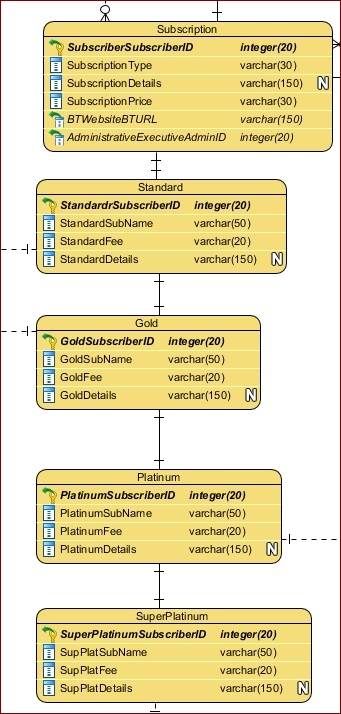 Subscription
SubscriberSubscriberID integer(20)
SubscriptionType varchar(30)
SubscriptionDetails varchar(150) N
SubscriptionPrice varchar(30)
BTWebsiteBTURL varchar(150)
AdministrativeExecutiveAdminID integer(20)
Standard
StandardrSubscriberID integer(20)
StandardSubName varchar(50)
StandardFee varchar(20)
StandardDetails varchar(150) N
Gold
GoldSubscriberID integer(20)
GoldSubName varchar(50)
GoldFee varchar(20)
GoldDetails varchar(150) N
Platinum
PlatinumSubscriberID integer(20)
PlatinumSubName varchar(50)
PlatinumFee varchar(20)
PlatinumDetails varchar(150) N
SuperPlatinum
SuperPlatinumSubscriberID integer(20)
SupPlatSubName varchar(50)
SupPlatFee varchar(20)
SupPlatDetails varchar(150) N